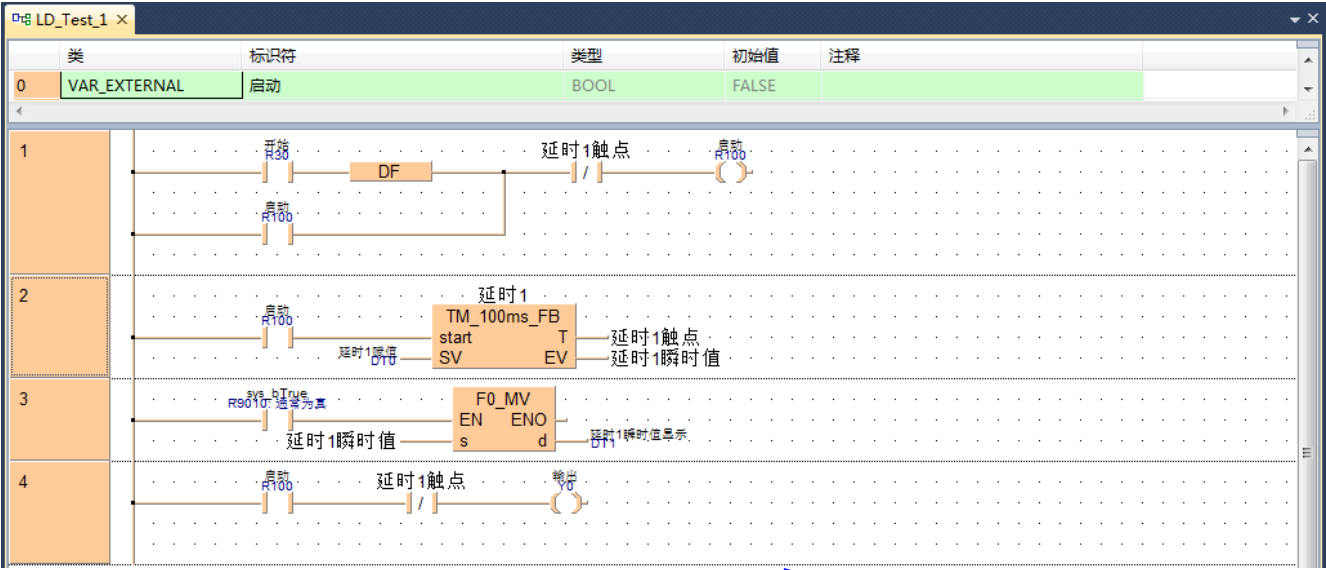 LD_Test_1
类 标识符 类型 初始值 注释
0 VAR_EXTERNAL 启动 BOOL FALSE
1
开始
R30
DF
延时1触点
启动
R100
启动
R100
2
延时1
TM_100ms_FB
启动
R100
start T 延时1触点
延时1赋值
DT0
SV EV 延时1瞬时值
3
sys_bTrue
R9010: 通常为真
F0_MV
EN ENO
延时1瞬时值 s d
延时1瞬时值显示
DT1
4
启动
R100
延时1触点
输出
Y0